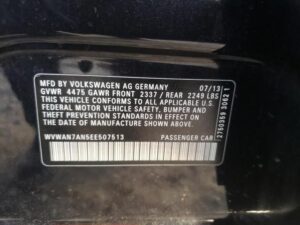 MFD BY VOLKSWAGEN AG GERMANY 07/13
GVWR 4475 GAWR FRONT 2337 / REAR 2249 LBS
THIS VEHICLE CONFORMS TO ALL APPLICABLE U.S.
FEDERAL MOTOR VEHICLE SAFETY, BUMPER AND
THEFT PREVENTION STANDARDS IN EFFECT ON THE
DATE OF MANUFACTURE SHOWN ABOVE
WVWAN7AN5EE507513 PASSENGER CAR